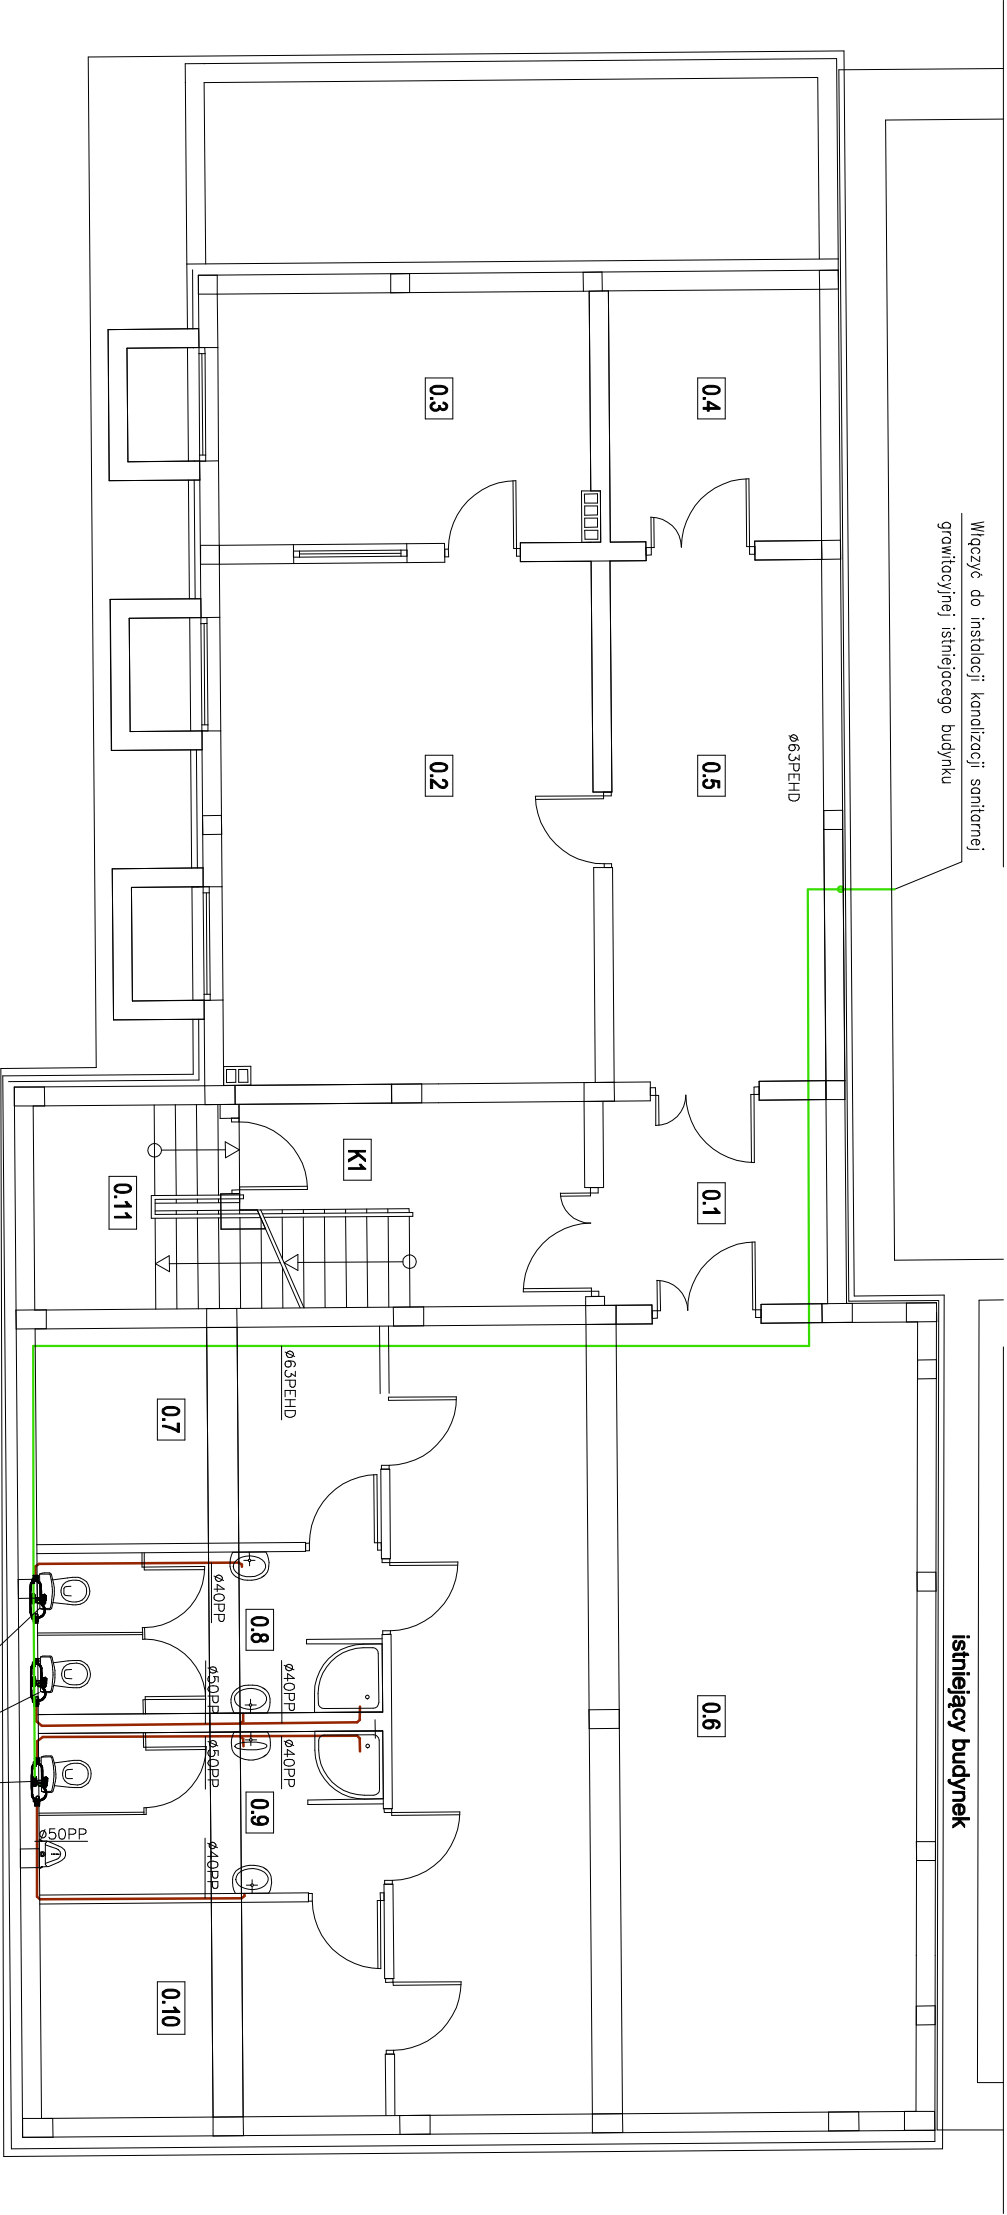 Włączyć do instalacji kanalizacji sanitarnej
grawitacyjnej istniejacego budynku
istniejący budynek
0.4
0.3
ø63PEHD
0.5
0.2
0.1
K1
0.11
ø63PEHD
0.7
0.6
ø40PP
0.8
ø40PP
ø50PP
ø40PP
ø50PP
0.9
ø50PP
ø40PP
0.10